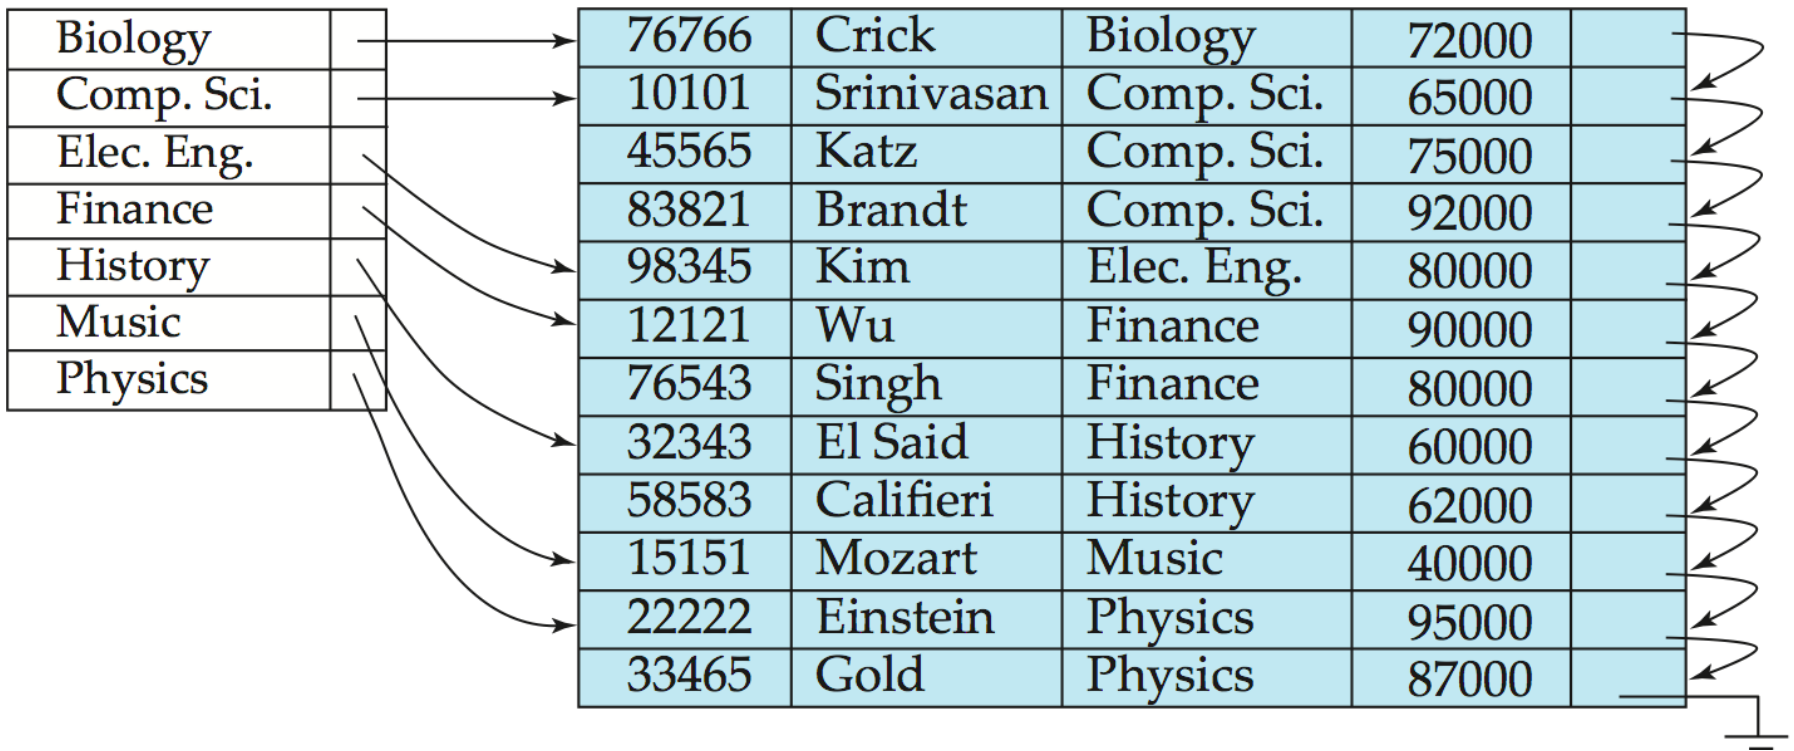 Biology
Comp. Sci.
Elec. Eng.
Finance
History
Music
Physics
76766 Crick Biology 72000
10101 Srinivasan Comp. Sci. 65000
45565 Katz Comp. Sci. 75000
83821 Brandt Comp. Sci. 92000
98345 Kim Elec. Eng. 80000
12121 Wu Finance 90000
76543 Singh Finance 80000
32343 El Said History 60000
58583 Califieri History 62000
15151 Mozart Music 40000
22222 Einstein Physics 95000
33465 Gold Physics 87000